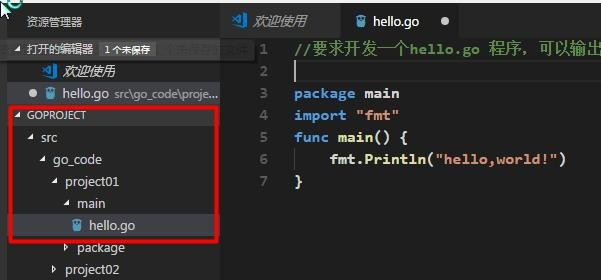 资源管理器
打开的编辑器 1 个未保存
欢迎使用
hello.go src\go_code\proje...
GOPROJECT
src
go_code
project01
main
hello.go
package
project02
欢迎使用
hello.go
1 //要求开发一个hello.go 程序，可以输出
2
3 package main
4 import "fmt"
5 func main() {
6 fmt.Println("hello,world!")
7 }